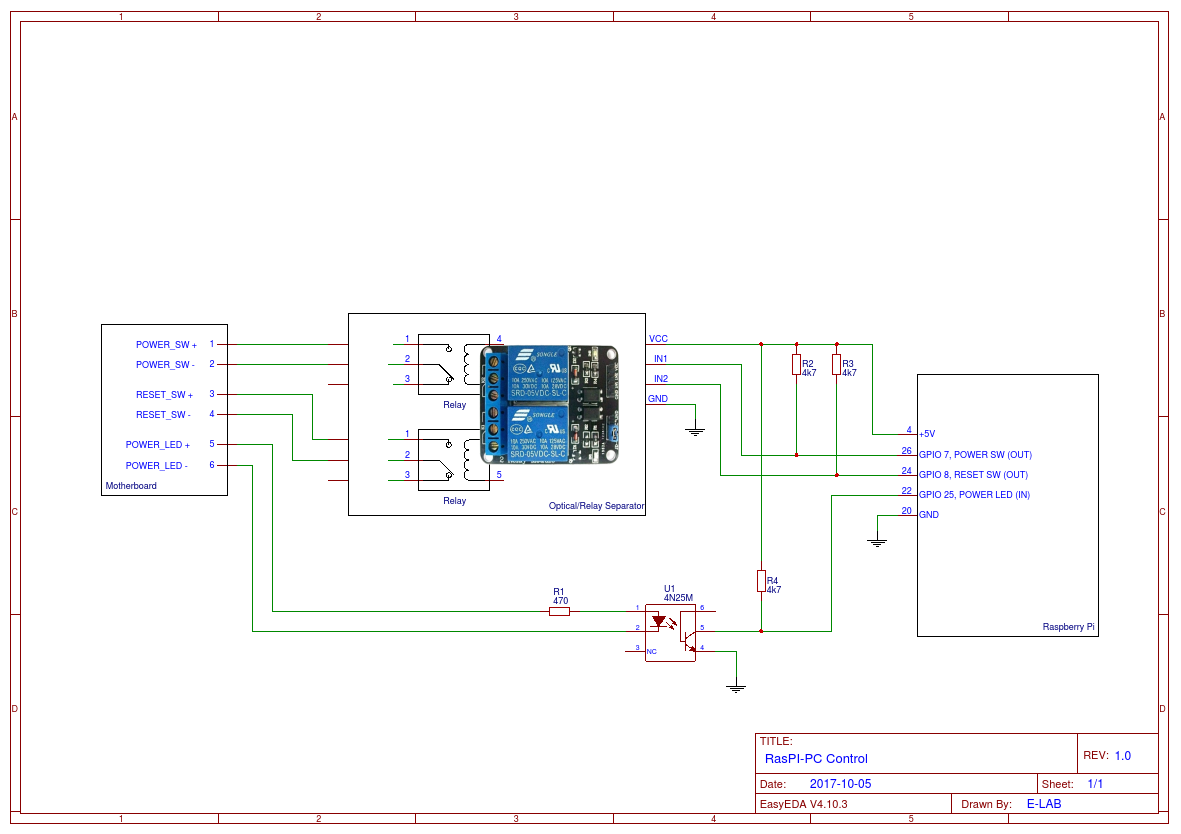 1 2 3 4 5
A A
B B
C C
D D
POWER_SW + 1
POWER_SW - 2
RESET_SW + 3
RESET_SW - 4
POWER_LED + 5
POWER_LED - 6
Motherboard
1
2
3
4
Relay
1
2
3
5
Relay
SONGLE
10A 250VAC 10A 125VAC
10A 30VDC 10A 28VDC
SRD-05VDC-SL-C
SONGLE
10A 250VAC 10A 125VAC
10A 30VDC 10A 28VDC
SRD-05VDC-SL-C
Optical/Relay Separator
VCC
IN1
IN2
GND
R2
4k7
R3
4k7
4 +5V
26 GPIO 7, POWER SW (OUT)
24 GPIO 8, RESET SW (OUT)
22 GPIO 25, POWER LED (IN)
20 GND
Raspberry Pi
R4
4k7
R1
470
U1
4N25M
1
2
3 NC
6
5
4
TITLE:
RasPI-PC Control
REV: 1.0
Date: 2017-10-05
Sheet: 1/1
EasyEDA V4.10.3
Drawn By: E-LAB
1 2 3 4 5